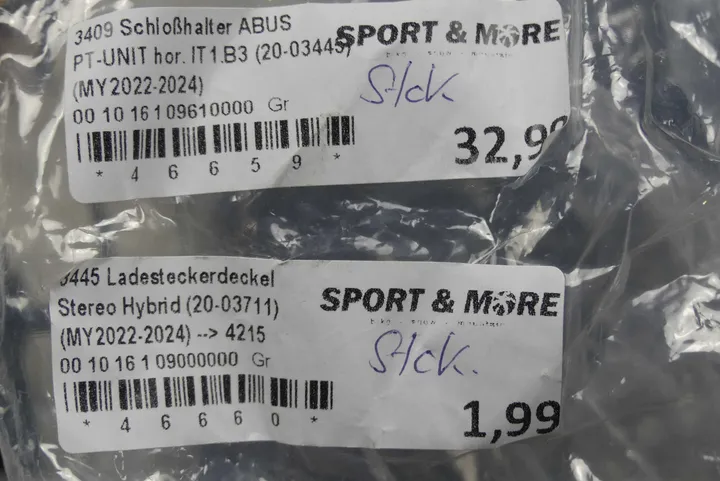 3409 Schloßhalter ABUS
PT-UNIT hor. IT1.B3 (20-03445)
(MY2022-2024)
00 10 16 1 09610000 Gr
* 4 6 6 5 9 *
SPORT & MORE
Stck.
32,99
3445 Ladesteckerdeckel
Stereo Hybrid (20-03711)
(MY2022-2024) --> 4215
00 10 16 1 09000000 Gr
* 4 6 6 6 0 *
SPORT & MORE
Stck.
1,99